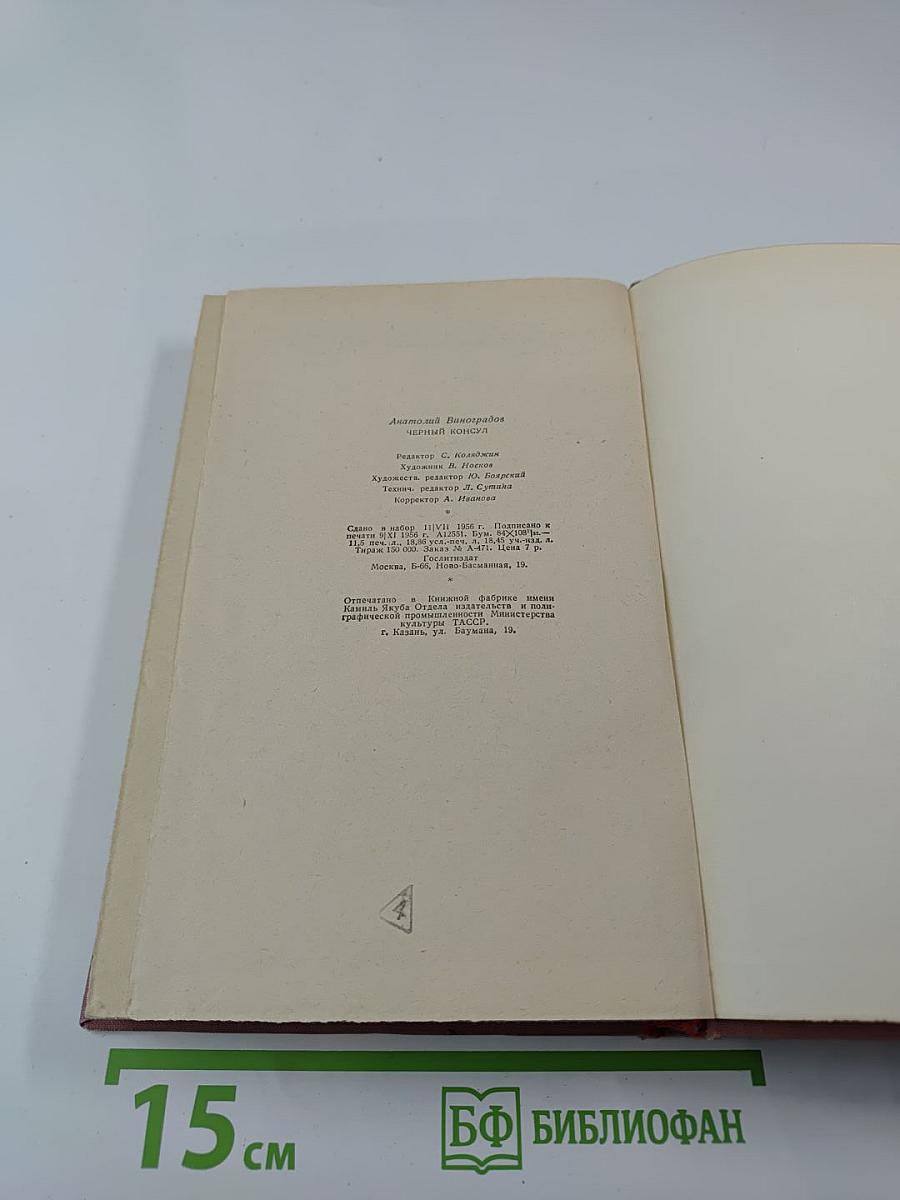 Анатолий Виноградов
ЧЕРНЫЙ КОНСУЛ
Редактор С. Коляджин
Художник В. Носков
Художеств. редактор Ю. Боярский
Технич. редактор Л. Сутина
Корректор А. Иванова
*
Сдано в набор 11|VII 1956 г. Подписано к
печати 9|XI 1956 г. А12551. Бум. 84×108¹|₃₂—
11,5 печ. л., 18,86 усл.-печ. л. 18,45 уч.-изд. л.
Тираж 150 000. Заказ № А-471. Цена 7 р.
Гослитиздат
Москва, Б-66, Ново-Басманная, 19.
*
Отпечатано в Книжной фабрике имени
Камиль Якуба Отдела издательств и поли-
графической промышленности Министерства
культуры ТАССР.
г. Казань, ул. Баумана, 19.
4
15 см
БФ БИБЛИОФАН